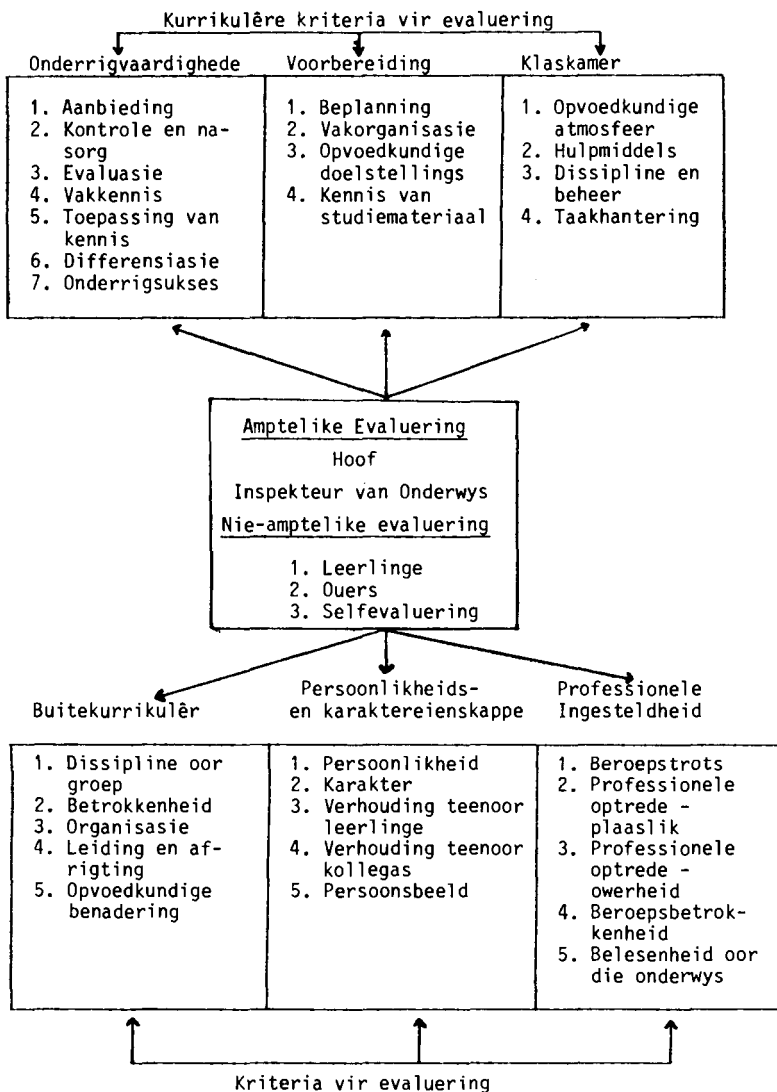 Kurrikulêre kriteria vir evaluering
Onderrigvaardighede
1. Aanbieding
2. Kontrole en na-
sorg
3. Evaluasie
4. Vakkennis
5. Toepassing van
kennis
6. Differensiasie
7. Onderrigsukses
Voorbereiding
1. Beplanning
2. Vakorganisasie
3. Opvoedkundige
doelstellings
4. Kennis van
studiemateriaal
Klaskamer
1. Opvoedkundige
atmosfeer
2. Hulpmiddels
3. Dissipline en
beheer
4. Taakhantering
Amptelike Evaluering
Hoof
Inspekteur van Onderwys
Nie-amptelike evaluering
1. Leerlinge
2. Ouers
3. Selfevaluering
Buitekurrikulêr
1. Dissipline oor
groep
2. Betrokkenheid
3. Organisasie
4. Leiding en af-
rigting
5. Opvoedkundige
benadering
Persoonlikheids-
en karaktereienskappe
1. Persoonlikheid
2. Karakter
3. Verhouding teenoor
leerlinge
4. Verhouding teenoor
kollegas
5. Persoonsbeeld
Professionele
Ingesteldheid
1. Beroepstrots
2. Professionele
optrede -
plaaslik
3. Professionele
optrede -
owerheid
4. Beroepsbetrok-
kenheid
5. Belesenheid oor
die onderwys
Kriteria vir evaluering